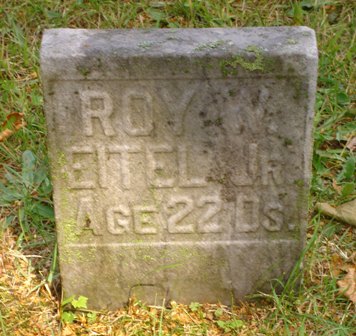 ROY W.
EITEL JR.
AGE 22 DS.